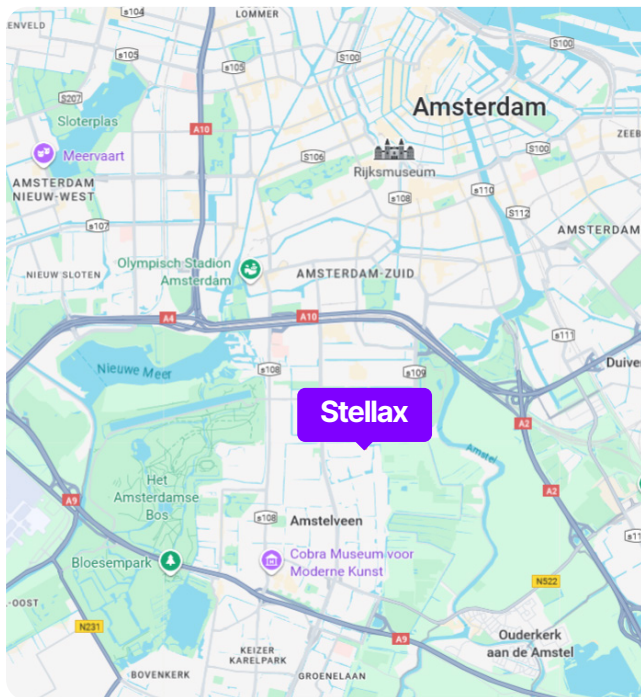 s104
LOMMER
ENVELD
S100
s105
s105
S100
S207
Sloterplas
Amsterdam
A10
Meervaart
S106
S100
ZEEB
Rijksmuseum
AMSTERDAM
NIEUW-WEST
s110
s108
S112
s107
AMSTERDAM
Olympisch Stadion
Amsterdam
NIEUW SLOTEN
AMSTERDAM-ZUID
A4
A10
s111
Nieuwe Meer
s108
s109
Duiver
Stellax
A2
Amstel
Het
Amsterdamse
Bos
A9
A2
s108
Amstelveen
s11
Bloesempark
Cobra Museum voor
Moderne Kunst
N522
L-OOST
N231
A9
Ouderkerk
aan de Amstel
KEIZER
KARELPARK
BOVENKERK
GROENELAAN